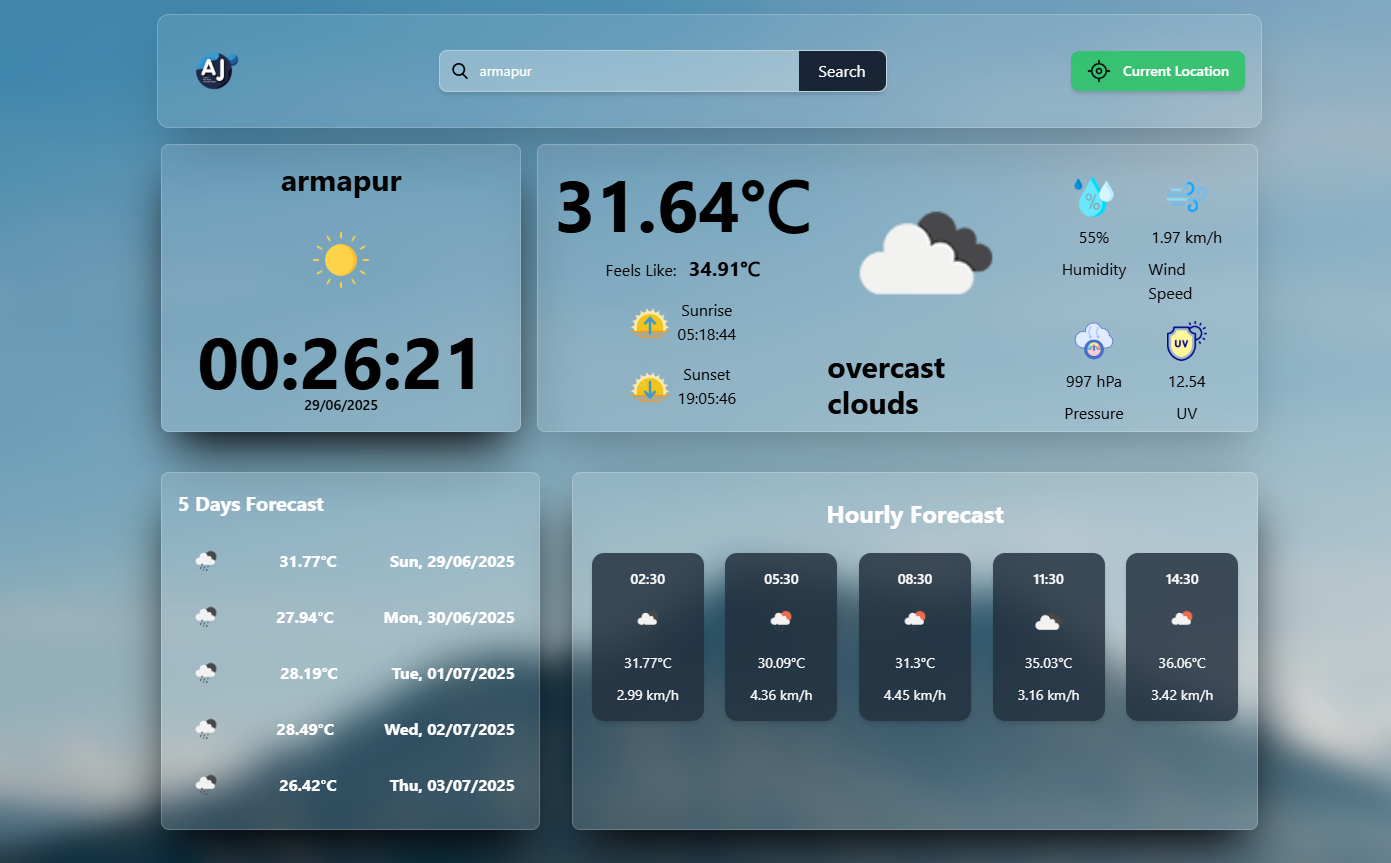 AJ
armapur
Search
Current Location
armapur
00:26:21
29/06/2025
31.64°C
Feels Like: 34.91°C
Sunrise
05:18:44
Sunset
19:05:46
overcast
clouds
%
55%
Humidity
1.97 km/h
Wind
Speed
997 hPa
Pressure
UV
12.54
UV
5 Days Forecast
31.77°C Sun, 29/06/2025
27.94°C Mon, 30/06/2025
28.19°C Tue, 01/07/2025
28.49°C Wed, 02/07/2025
26.42°C Thu, 03/07/2025
Hourly Forecast
02:30
31.77°C
2.99 km/h
05:30
30.09°C
4.36 km/h
08:30
31.3°C
4.45 km/h
11:30
35.03°C
3.16 km/h
14:30
36.06°C
3.42 km/h